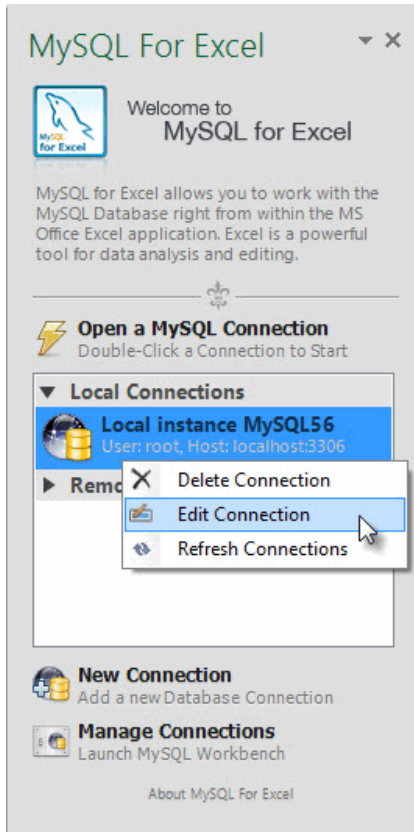 MySQL For Excel
Welcome to
MySQL for Excel
MySQL
for Excel
MySQL for Excel allows you to work with the
MySQL Database right from within the MS
Office Excel application. Excel is a powerful
tool for data analysis and editing.
Open a MySQL Connection
Double-Click a Connection to Start
Local Connections
Local instance MySQL56
User: root, Host: localhost:3306
Remo
Delete Connection
Edit Connection
Refresh Connections
New Connection
Add a new Database Connection
Manage Connections
Launch MySQL Workbench
About MySQL For Excel